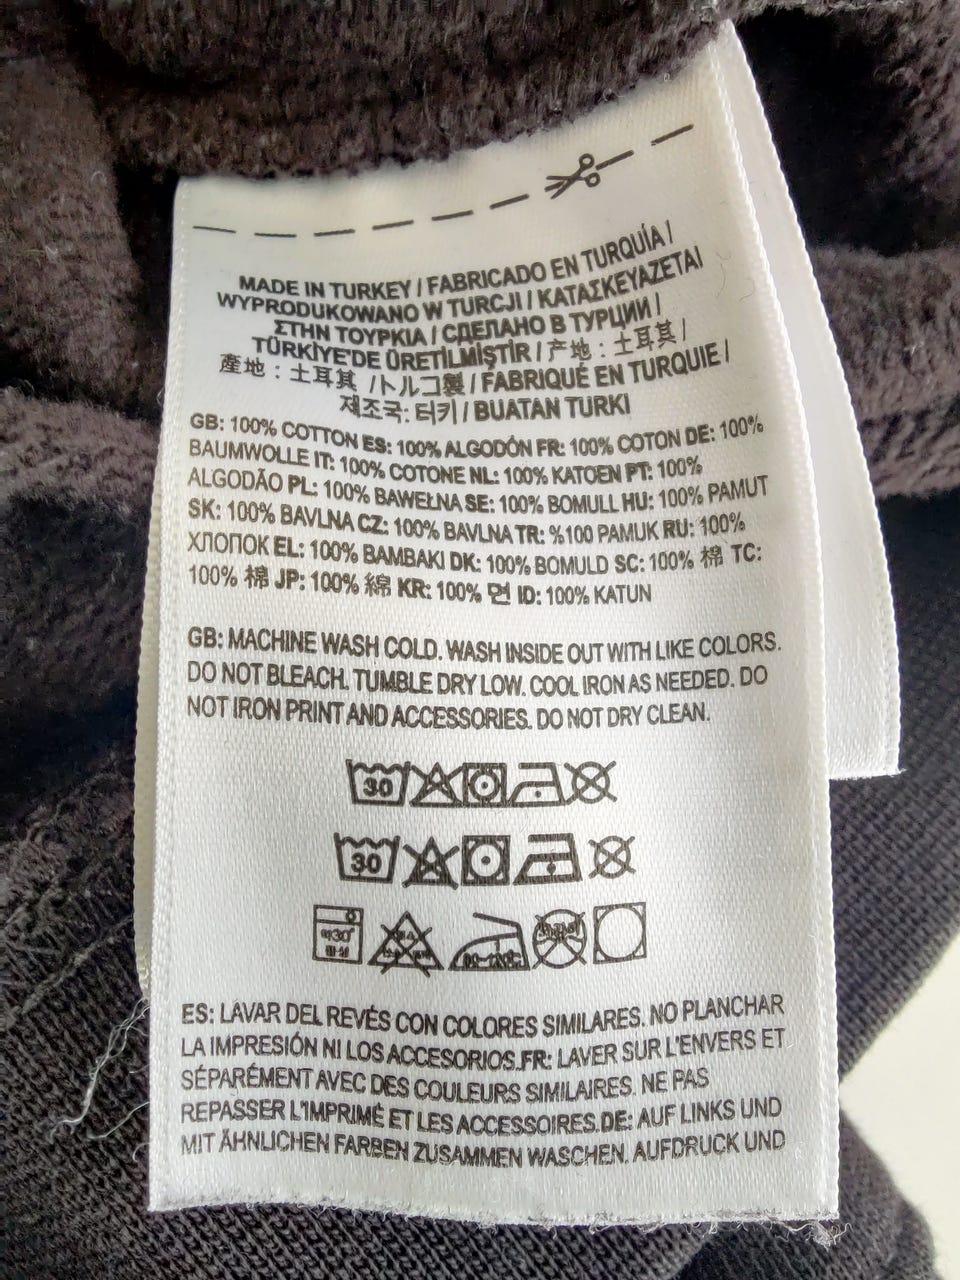 MADE IN TURKEY / FABRICADO EN TURQUÍA /
WYPRODUKOWANO W TURCJI / ΚΑΤΑΣΚΕΥΑΖΕΤΑΙ
ΣΤΗΝ ΤΟΥΡΚΙΑ / СДЕЛАНО В ТУРЦИИ /
TÜRKİYE'DE ÜRETİLMİŞTİR / 产地 : 土耳其 /
產地 : 土耳其 / トルコ製 / FABRIQUÉ EN TURQUIE /
제조국: 터키 / BUATAN TURKI
GB: 100% COTTON ES: 100% ALGODÓN FR: 100% COTON DE: 100%
BAUMWOLLE IT: 100% COTONE NL: 100% KATOEN PT: 100%
ALGODÃO PL: 100% BAWEŁNA SE: 100% BOMULL HU: 100% PAMUT
SK: 100% BAVLNA CZ: 100% BAVLNA TR: %100 PAMUK RU: 100%
ХЛОПОК EL: 100% ΒΑΜΒΑΚΙ DK: 100% BOMULD SC: 100% 棉 TC:
100% 棉 JP: 100% 綿 KR: 100% 면 ID: 100% KATUN
GB: MACHINE WASH COLD. WASH INSIDE OUT WITH LIKE COLORS.
DO NOT BLEACH. TUMBLE DRY LOW. COOL IRON AS NEEDED. DO
NOT IRON PRINT AND ACCESSORIES. DO NOT DRY CLEAN.
30
30
ES: LAVAR DEL REVÉS CON COLORES SIMILARES. NO PLANCHAR
LA IMPRESIÓN NI LOS ACCESORIOS.FR: LAVER SUR L'ENVERS ET
SÉPARÉMENT AVEC DES COULEURS SIMILAIRES. NE PAS
REPASSER L'IMPRIMÉ ET LES ACCESSOIRES.DE: AUF LINKS UND
MIT ÄHNLICHEN FARBEN ZUSAMMEN WASCHEN. AUFDRUCK UND